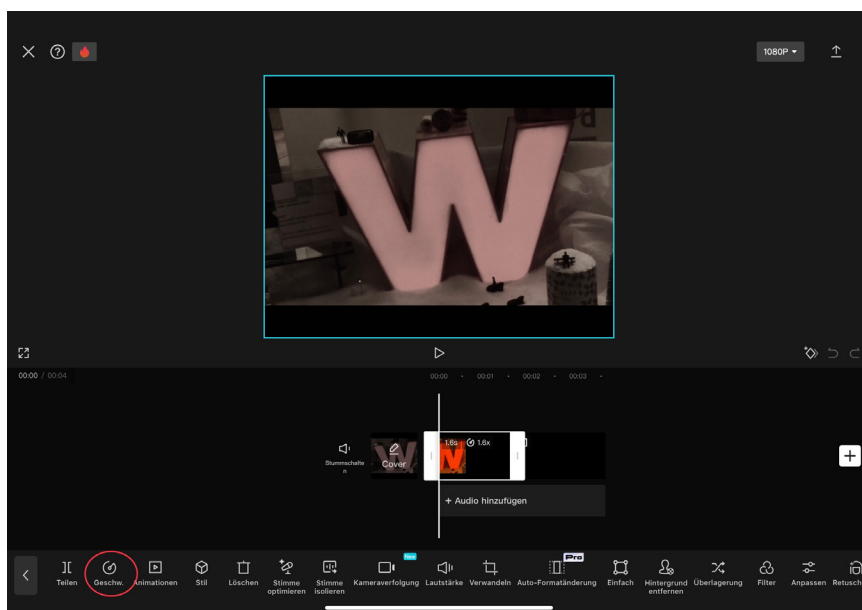 1080P
W
00:00 / 00:04
00:00
00:01
00:02
00:03
Stummschalte
n
Cover
1.6s 1.6x
+ Audio hinzufügen
New
Pro
Teilen
Geschw.
Animationen
Stil
Löschen
Stimme
optimieren
Stimme
isolieren
Kameraverfolgung
Lautstärke
Verwandeln
Auto-Formatänderung
Einfach
Hintergrund
entfernen
Überlagerung
Filter
Anpassen
Retusch